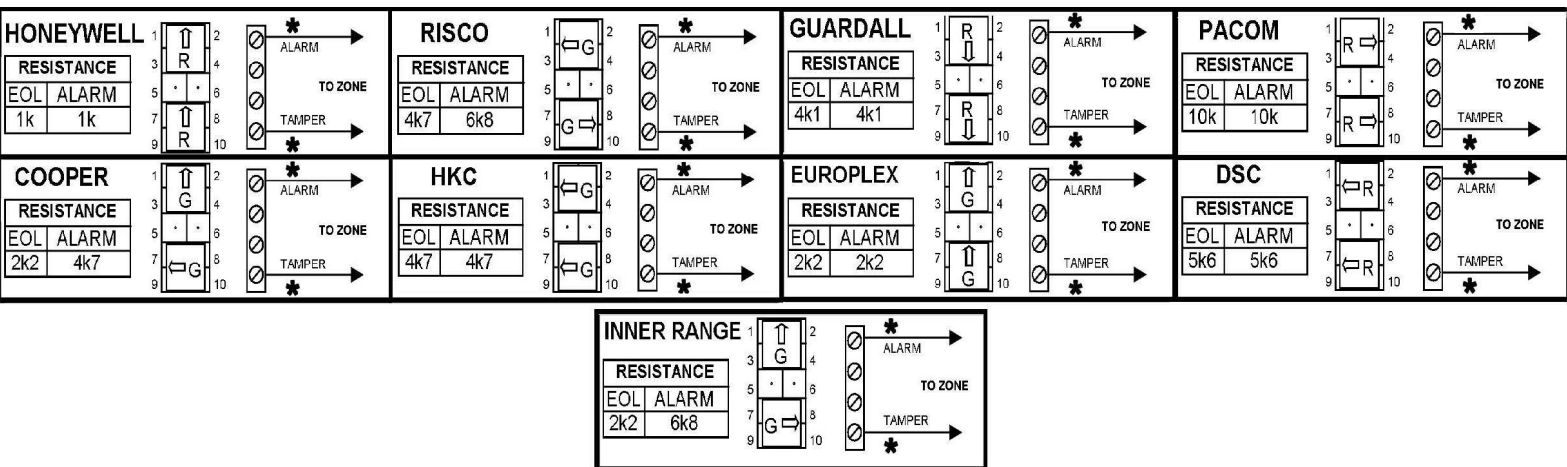 HONEYWELL
RESISTANCE
EOL ALARM
1k 1k
1 2
R
3 4
5 6
7 8
R
9 10
* ALARM
TO ZONE
TAMPER
*
RISCO
RESISTANCE
EOL ALARM
4k7 6k8
1 2
G
3 4
5 6
7 8
G
9 10
* ALARM
TO ZONE
TAMPER
*
GUARDALL
RESISTANCE
EOL ALARM
4k1 4k1
1 2
R
3 4
5 6
7 8
R
9 10
* ALARM
TO ZONE
TAMPER
*
PACOM
RESISTANCE
EOL ALARM
10k 10k
1 2
R
3 4
5 6
7 8
R
9 10
* ALARM
TO ZONE
TAMPER
*
COOPER
RESISTANCE
EOL ALARM
2k2 4k7
1 2
G
3 4
5 6
7 8
G
9 10
* ALARM
TO ZONE
TAMPER
*
HKC
RESISTANCE
EOL ALARM
4k7 4k7
1 2
G
3 4
5 6
7 8
G
9 10
* ALARM
TO ZONE
TAMPER
*
EUROPLEX
RESISTANCE
EOL ALARM
2k2 2k2
1 2
G
3 4
5 6
7 8
G
9 10
* ALARM
TO ZONE
TAMPER
*
DSC
RESISTANCE
EOL ALARM
5k6 5k6
1 2
R
3 4
5 6
7 8
R
9 10
* ALARM
TO ZONE
TAMPER
*
INNER RANGE
RESISTANCE
EOL ALARM
2k2 6k8
1 2
G
3 4
5 6
7 8
G
9 10
* ALARM
TO ZONE
TAMPER
*